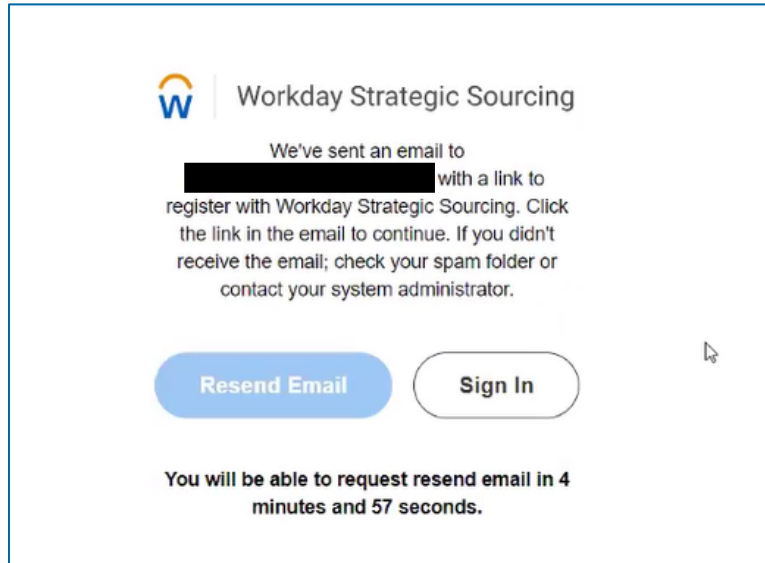 W Workday Strategic Sourcing
We've sent an email to
with a link to
register with Workday Strategic Sourcing. Click
the link in the email to continue. If you didn't
receive the email; check your spam folder or
contact your system administrator.
Resend Email Sign In
You will be able to request resend email in 4
minutes and 57 seconds.